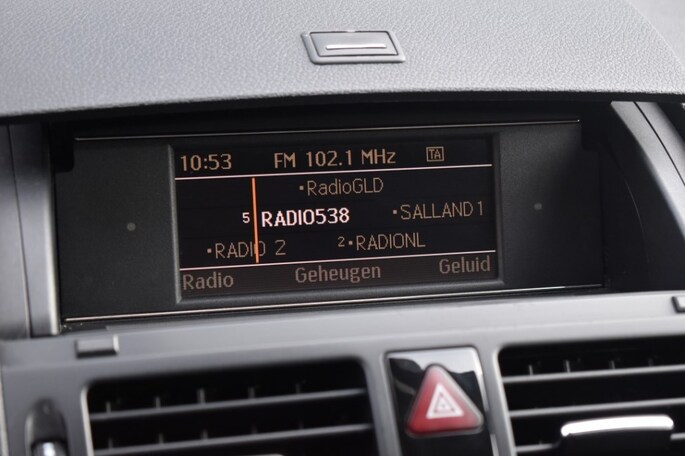 10:53 FM 102.1 MHz TA
RadioGLD
5 RADIO538 SALLAND 1
RADIO 2 2 RADIONL
Radio Geheugen Geluid